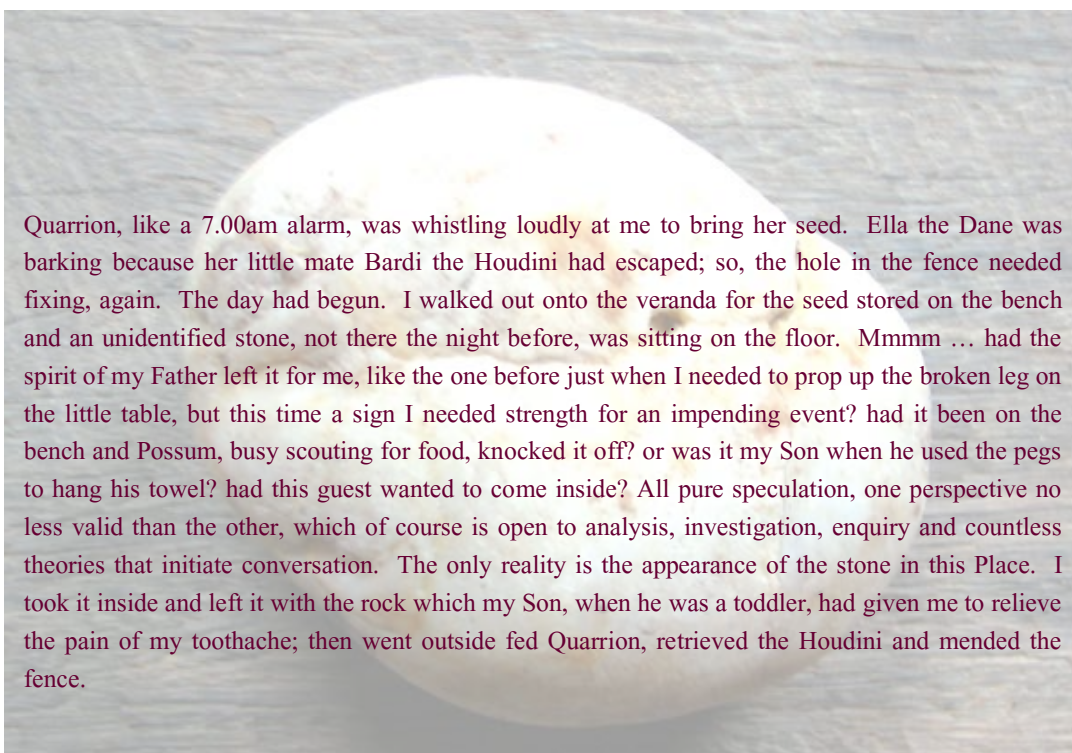 Quarrion, like a 7.00am alarm, was whistling loudly at me to bring her seed.  Ella the Dane was
barking because her little mate Bardi the Houdini had escaped; so, the hole in the fence needed
fixing, again.  The day had begun.  I walked out onto the veranda for the seed stored on the bench
and an unidentified stone, not there the night before, was sitting on the floor.  Mmmm … had the
spirit of my Father left it for me, like the one before just when I needed to prop up the broken leg on
the little table, but this time a sign I needed strength for an impending event? had it been on the
bench and Possum, busy scouting for food, knocked it off? or was it my Son when he used the pegs
to hang his towel? had this guest wanted to come inside? All pure speculation, one perspective no
less valid than the other, which of course is open to analysis, investigation, enquiry and countless
theories that initiate conversation.  The only reality is the appearance of the stone in this Place.  I
took it inside and left it with the rock which my Son, when he was a toddler, had given me to relieve
the pain of my toothache; then went outside fed Quarrion, retrieved the Houdini and mended the
fence.